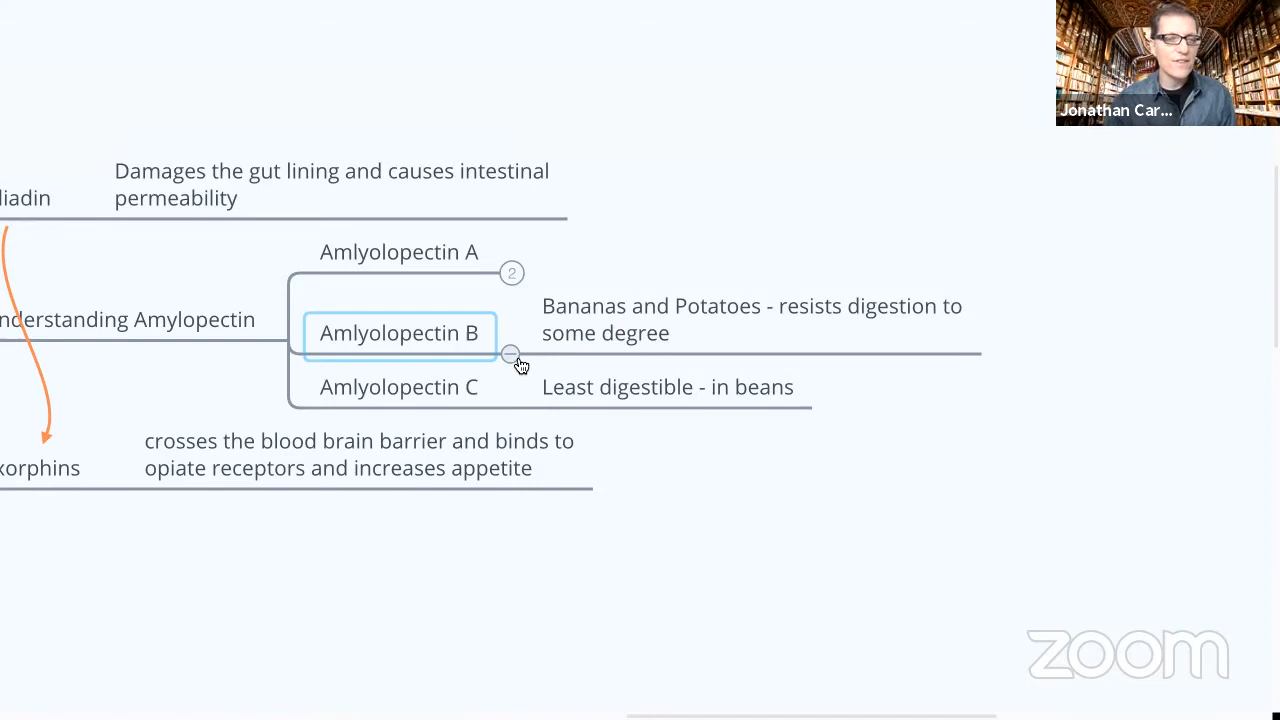 Jonathan Car...
Damages the gut lining and causes intestinal
liadin
permeability
Amlyolopectin A
2
nderstanding Amylopectin
Amlyolopectin B
Bananas and Potatoes - resists digestion to
some degree
Amlyolopectin C
Least digestible - in beans
xorphins
crosses the blood brain barrier and binds to
opiate receptors and increases appetite
zoom